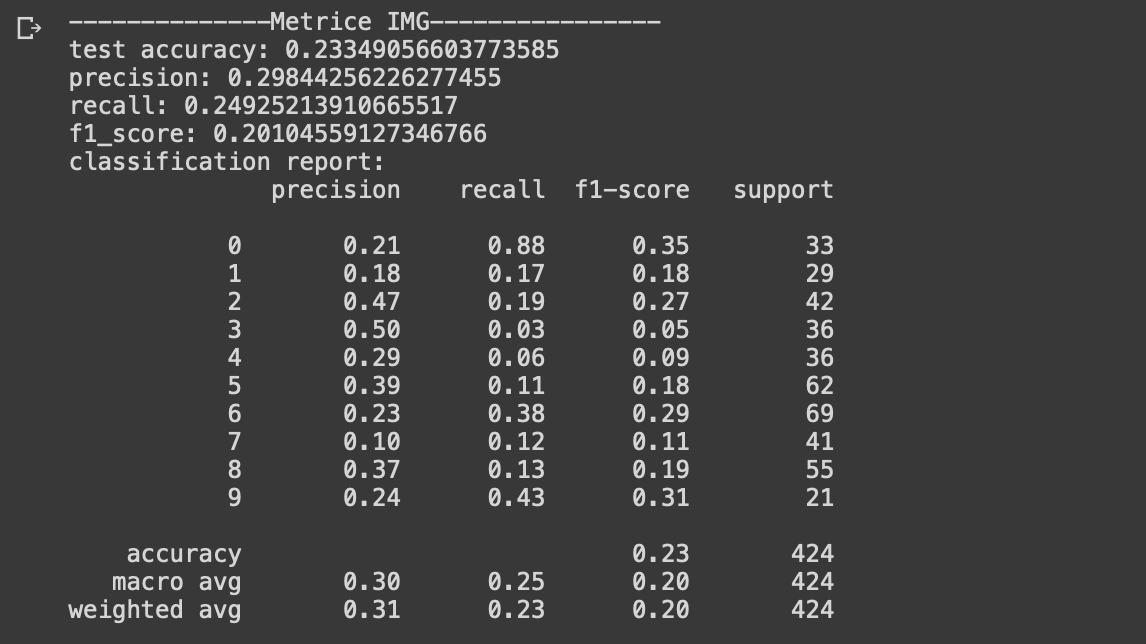 --------------Metrice IMG----------------
test accuracy: 0.23349056603773585
precision: 0.29844256226277455
recall: 0.24925213910665517
f1_score: 0.20104559127346766
classification report:
              precision    recall  f1-score   support

           0       0.21      0.88      0.35        33
           1       0.18      0.17      0.18        29
           2       0.47      0.19      0.27        42
           3       0.50      0.03      0.05        36
           4       0.29      0.06      0.09        36
           5       0.39      0.11      0.18        62
           6       0.23      0.38      0.29        69
           7       0.10      0.12      0.11        41
           8       0.37      0.13      0.19        55
           9       0.24      0.43      0.31        21

    accuracy                           0.23       424
   macro avg       0.30      0.25      0.20       424
weighted avg       0.31      0.23      0.20       424